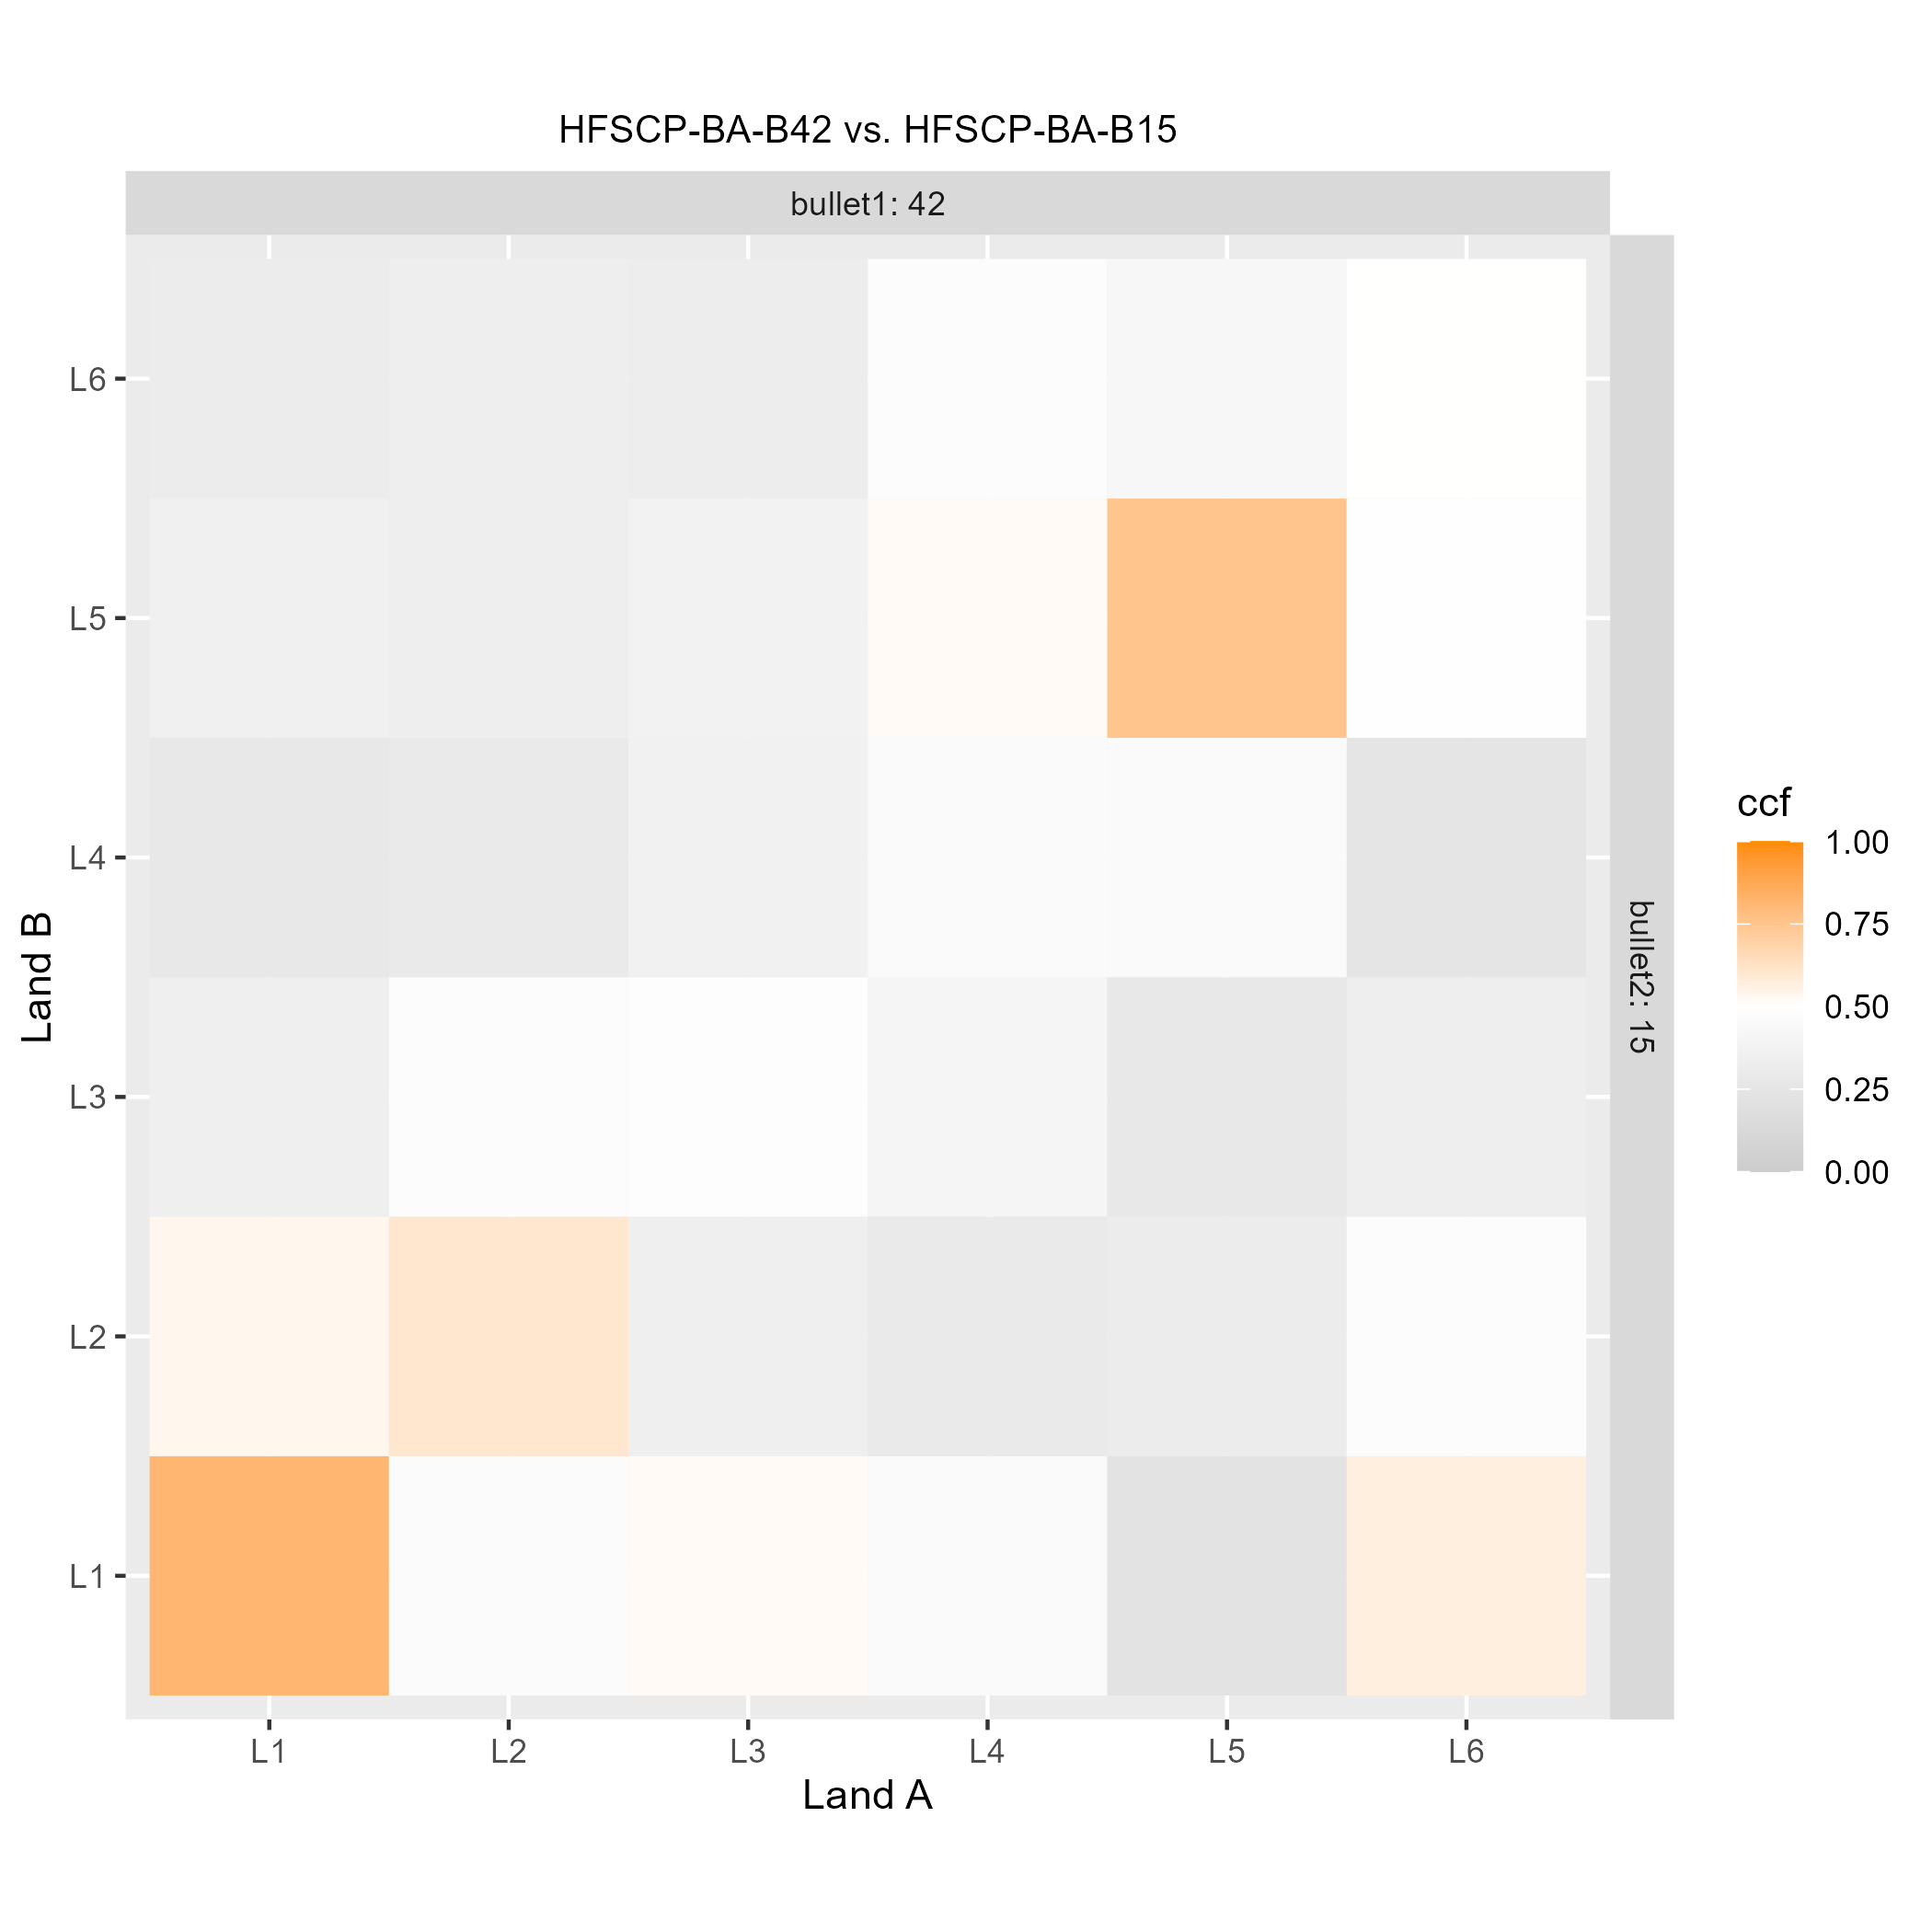 HFSCP-BA-B42 vs. HFSCP-BA-B15
bullet1: 42
L6
L5
L4
L3
L2
L1
Land B
L1 L2 L3 L4 L5 L6
Land A
bullet2: 15
ccf
1.00
0.75
0.50
0.25
0.00